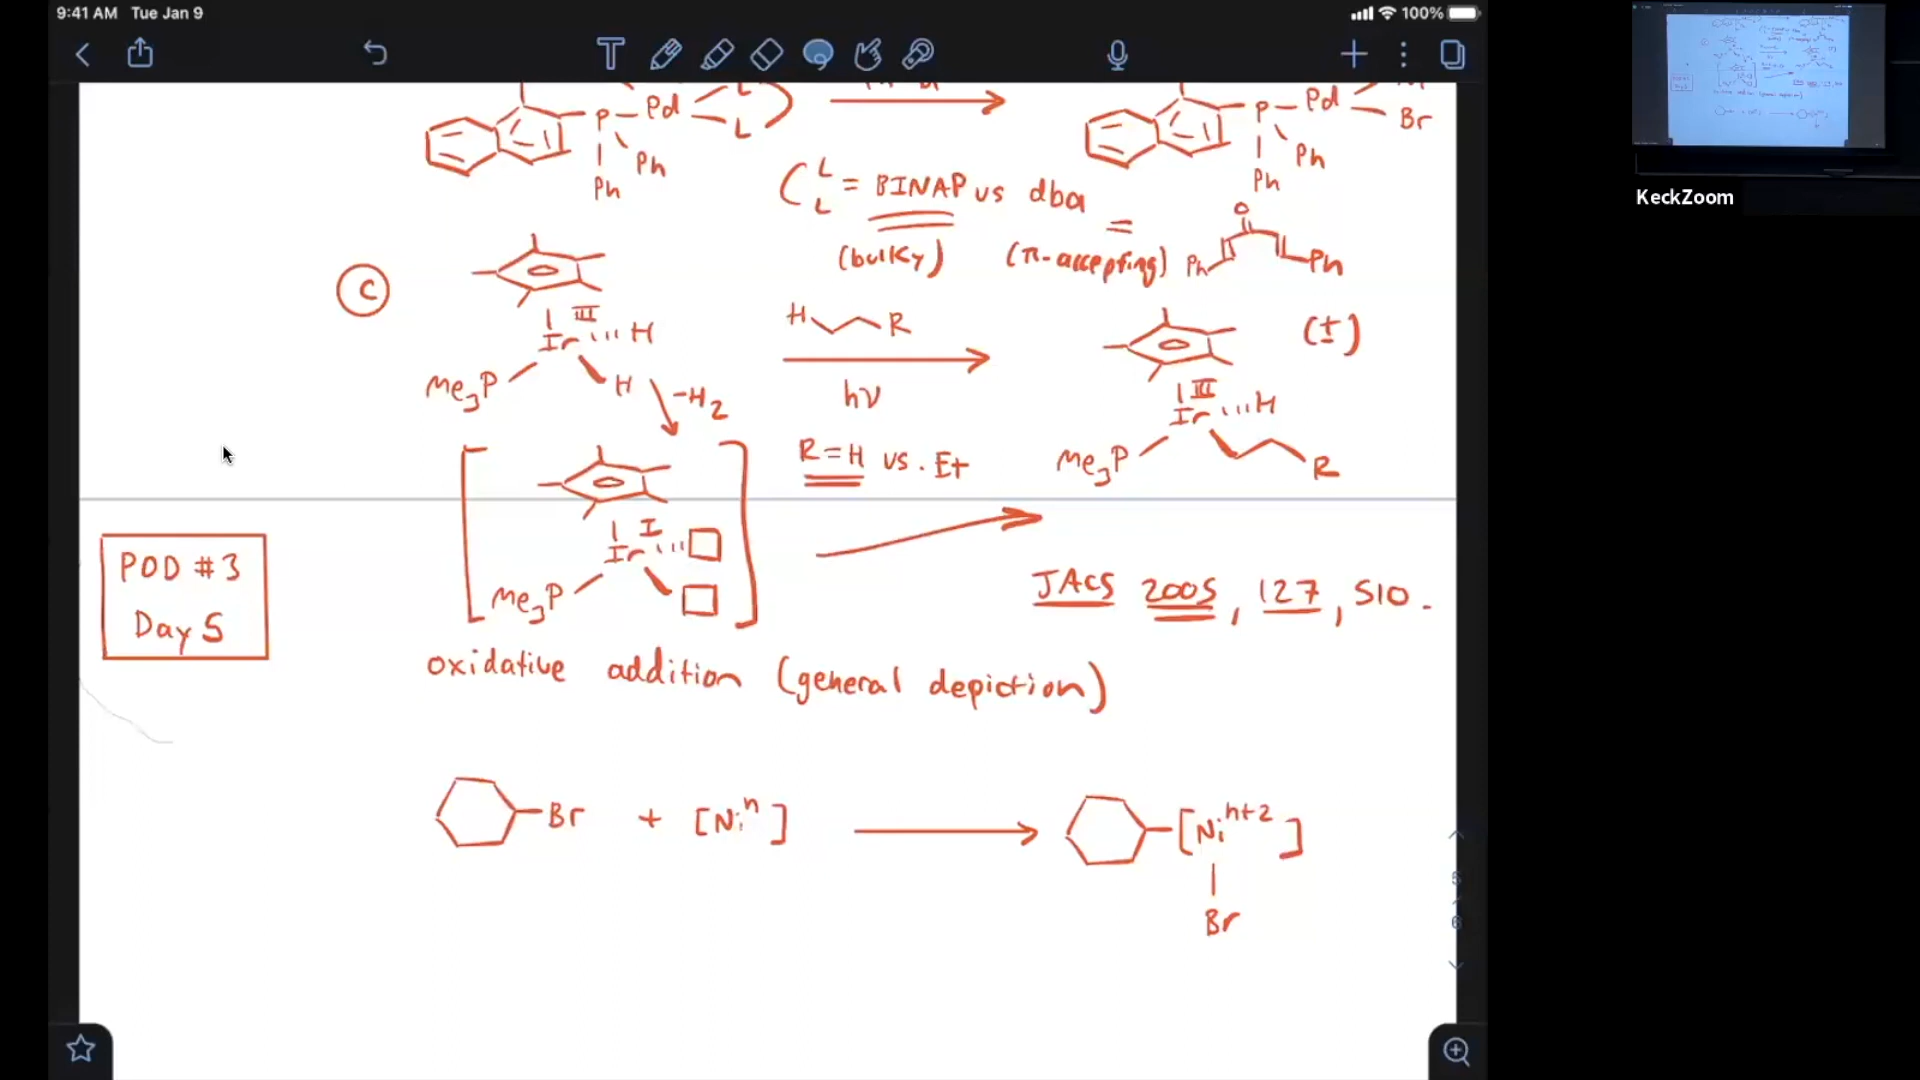 9:41 AM Tue Jan 9
100%
P-Pd
L
L
Ph
Ph
P-Pd
Br
Ph
Ph
L
L = BINAP vs dba
(bulky)
(π-accepting)
O
Ph
Ph
C
III
Ir H
Me3P
H
-H2
H R
hν
R=H vs. Et
(±)
III
Ir H
Me3P
R
I
Ir
Me3P
POD #3
Day 5
JACS 2005, 127, 510.
oxidative addition (general depiction)
Br + [Ni^n]
[Ni^n+2]
Br
5
6
KeckZoom